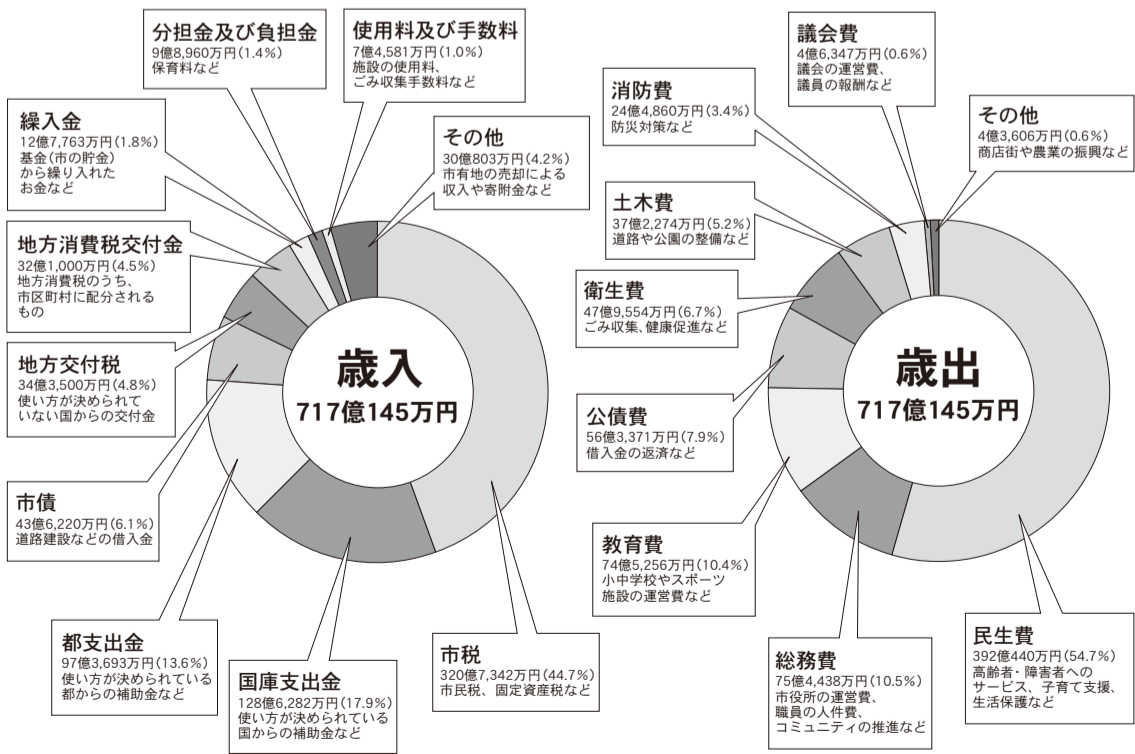 分担金及び負担金
9億8,960万円(1.4%)
保育料など
使用料及び手数料
7億4,581万円(1.0%)
施設の使用料、
ごみ収集手数料など
繰入金
12億7,763万円(1.8%)
基金(市の貯金)
から繰り入れた
お金など
その他
30億803万円(4.2%)
市有地の売却による
収入や寄附金など
地方消費税交付金
32億1,000万円(4.5%)
地方消費税のうち、
市区町村に配分される
もの
地方交付税
34億3,500万円(4.8%)
使い方が決められて
いない国からの交付金
市債
43億6,220万円(6.1%)
道路建設などの借入金
都支出金
97億3,693万円(13.6%)
使い方が決められている
都からの補助金など
国庫支出金
128億6,282万円(17.9%)
使い方が決められている
国からの補助金など
市税
320億7,342万円(44.7%)
市民税、固定資産税など
歳入
717億145万円
議会費
4億6,347万円(0.6%)
議会の運営費、
議員の報酬など
消防費
24億4,860万円(3.4%)
防災対策など
その他
4億3,606万円(0.6%)
商店街や農業の振興など
土木費
37億2,274万円(5.2%)
道路や公園の整備など
衛生費
47億9,554万円(6.7%)
ごみ収集、健康促進など
公債費
56億3,371万円(7.9%)
借入金の返済など
教育費
74億5,256万円(10.4%)
小中学校やスポーツ
施設の運営費など
総務費
75億4,438万円(10.5%)
市役所の運営費、
職員の人件費、
コミュニティの推進など
民生費
392億440万円(54.7%)
高齢者・障害者への
サービス、子育て支援、
生活保護など
歳出
717億145万円